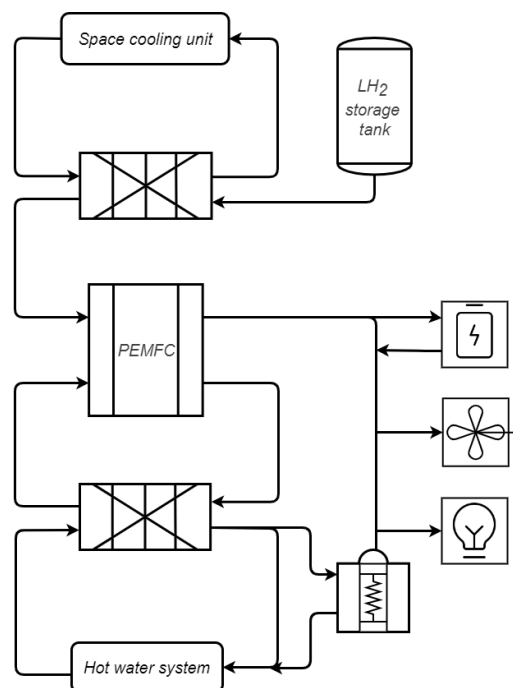 Space cooling unit
LH2
storage
tank
PEMFC
Hot water system